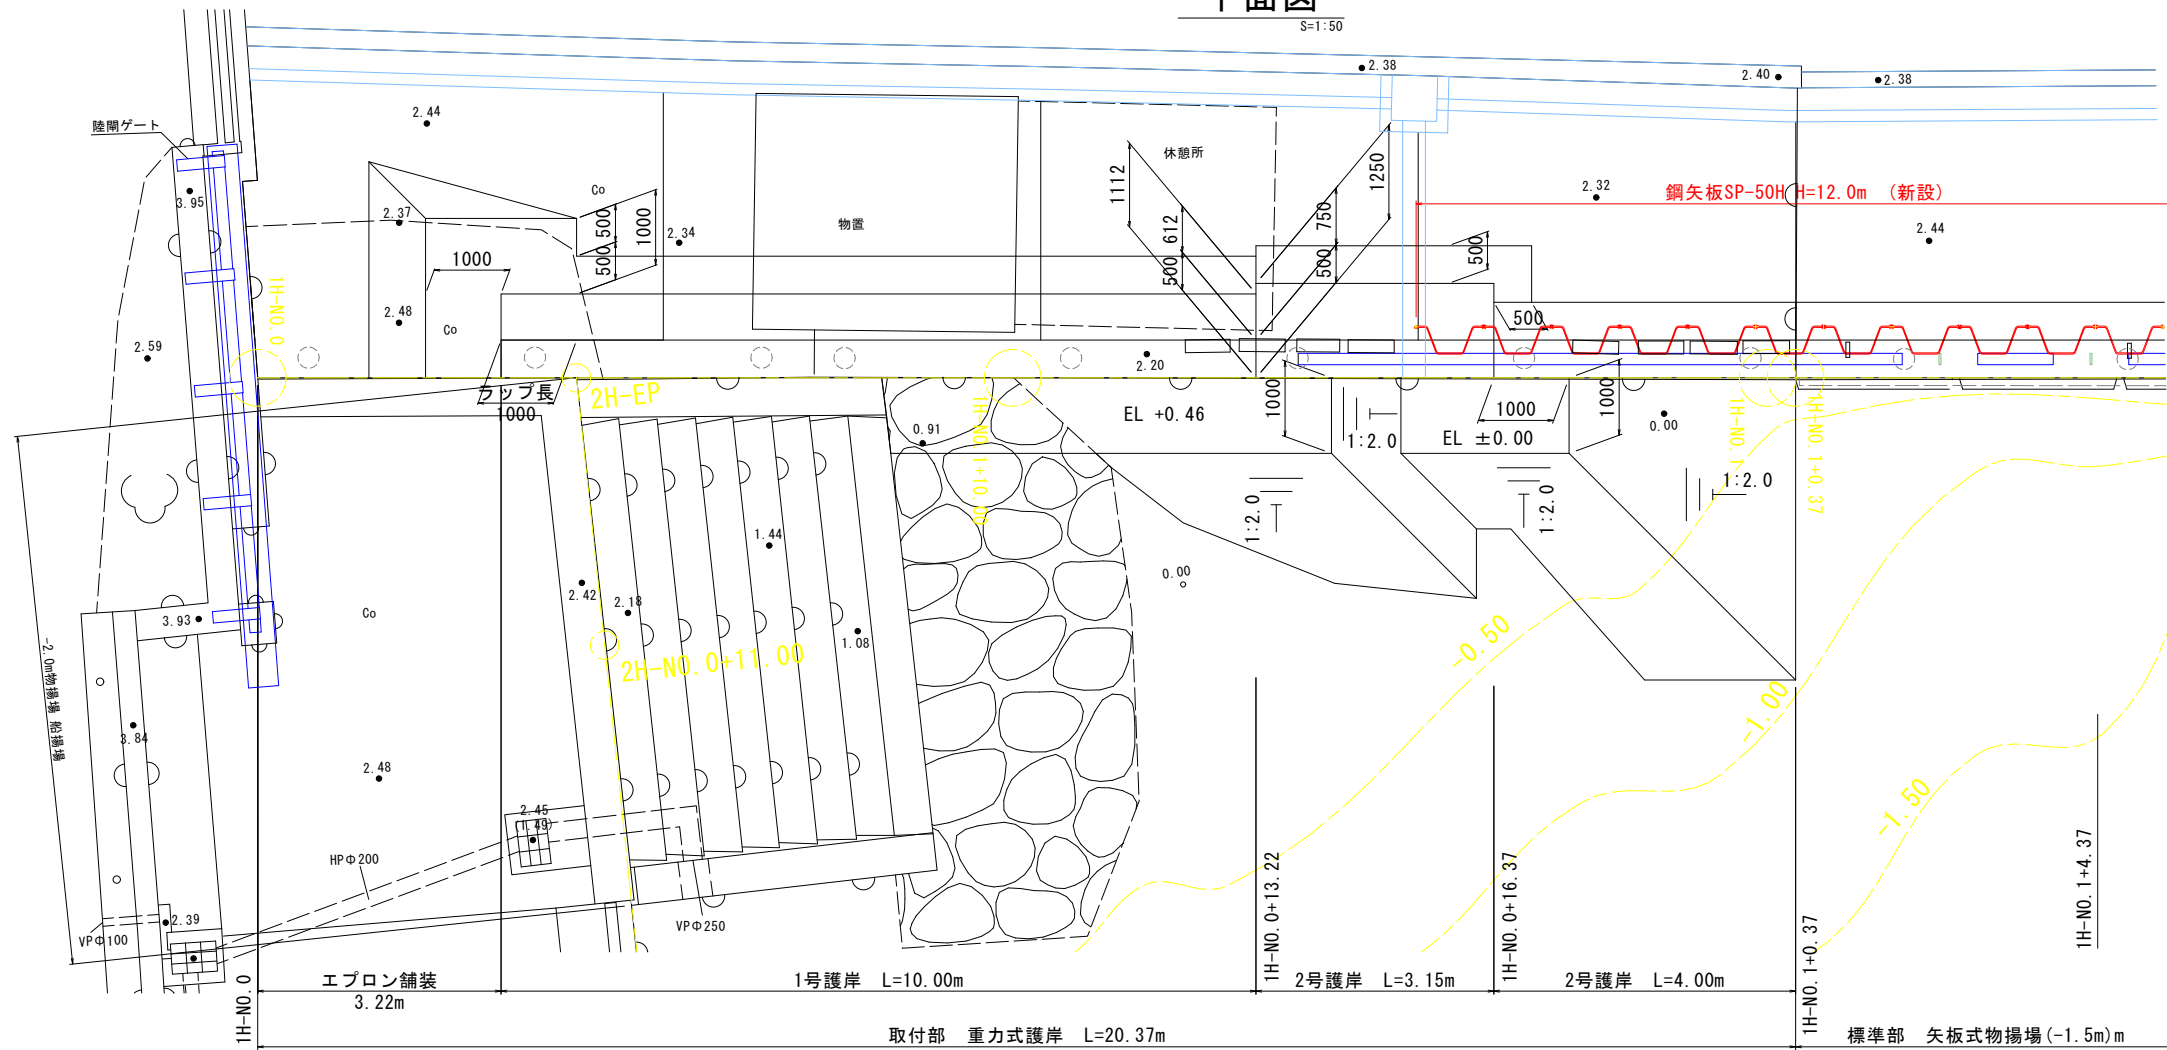 S=1:50
2.38
2.40
2.38
陸閘ゲート
2.44
3.95
2.37
Co
500
500
1000
2.34
物置
1112
612
500
休憩所
1250
750
500
500
2.32
鋼矢板SP-50H H=12.0m (新設)
2.44
1000
1H-NO.0
2.48
Co
2.59
500
2.20
ラップ長
1000
2H-EP
0.91
1H-NO.1+10.00
EL +0.46
1000
1:2.0
1000
EL ±0.00
1000
0.00
1H-NO.1
1H-NO.1+0.37
1:2.0
1:2.0
1:2.0
1.44
0.00
2.42
2.18
1.08
Co
3.93
2H-NO.0+11.00
-0.50
-1.00
-1.50
-2.0m物揚場 船揚場
3.84
2.48
2.45
(1.49)
HPΦ200
VPΦ250
2.39
VPΦ100
1H-NO.0
1H-NO.0+13.22
1H-NO.0+16.37
1H-NO.1+0.37
1H-NO.1+4.37
エプロン舗装
3.22m
1号護岸 L=10.00m
2号護岸 L=3.15m
2号護岸 L=4.00m
取付部 重力式護岸 L=20.37m
標準部 矢板式物揚場(-1.5m)m